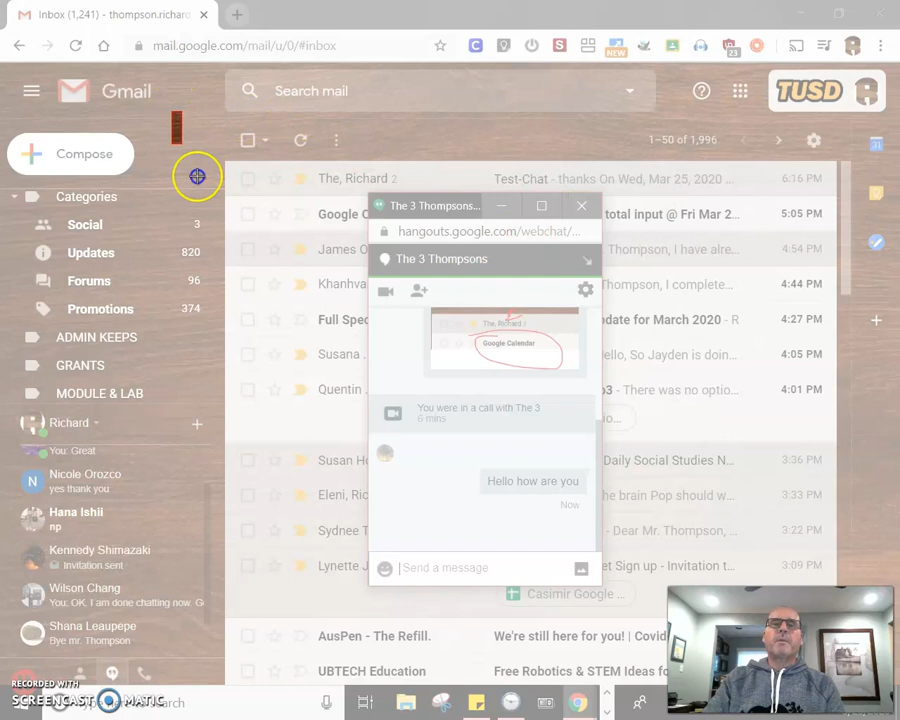 Inbox (1,241) - thompson.richard
mail.google.com/mail/u/0/#inbox
NEW
23
Gmail
Search mail
TUSD
Compose
1–50 of 1,996
Categories
Social 3
Updates 820
Forums 96
Promotions 374
ADMIN KEEPS
GRANTS
MODULE & LAB
Richard
You: Great
Nicole Orozco
yes thank you
Hana Ishii
np
Kennedy Shimazaki
Invitation sent
Wilson Chang
You: OK, I am done chatting now.
Shana Leaupepe
Bye mr. Thompson
The, Richard 2 Test-Chat - thanks On Wed, Mar 25, 2020 6:16 PM
Google total input @ Fri Mar 2... 5:05 PM
James Thompson, I have alre... 4:54 PM
Khanhva Thompson, I complete... 4:44 PM
Full Spec update for March 2020 - R 4:27 PM
Susana Hello, So Jayden is doin... 4:05 PM
Quentin There was no optio... 4:01 PM
Susan Daily Social Studies N... 3:36 PM
Eleni, Ric the brain Pop should w... 3:33 PM
Sydnee - Dear Mr. Thompson, ... 3:22 PM
Lynette Get Sign up - Invitation t... 3:09 PM
Casimir Google ...
AusPen - The Refill. We're still here for you! | Covid
UBTECH Education Free Robotics & STEM Ideas fo
The 3 Thompsons...
hangouts.google.com/webchat/...
The 3 Thompsons
The, Richard
Google Calendar
You were in a call with The 3
6 mins
Hello how are you
Now
Send a message
RECORDED WITH
SCREENCAST MATIC